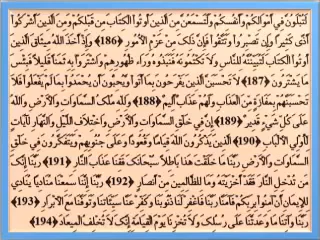 لَتُبْلَوُنَّ فِي أَمْوَالِكُمْ وَأَنْفُسِكُمْ وَلَتَسْمَعُنَّ مِنَ الَّذِينَ أُوتُوا الْكِتَابَ مِنْ قَبْلِكُمْ وَمِنَ الَّذِينَ أَشْرَكُوا
أَذًى كَثِيرًا وَإِنْ تَصْبِرُوا وَتَتَّقُوا فَإِنَّ ذَلِكَ مِنْ عَزْمِ الْأُمُورِ ﴿186﴾ وَإِذْ أَخَذَ اللَّهُ مِيثَاقَ الَّذِينَ
أُوتُوا الْكِتَابَ لَتُبَيِّنُنَّهُ لِلنَّاسِ وَلَا تَكْتُمُونَهُ فَنَبَذُوهُ وَرَاءَ ظُهُورِهِمْ وَاشْتَرَوْا بِهِ ثَمَنًا قَلِيلًا فَبِئْسَ
مَا يَشْتَرُونَ ﴿187﴾ لَا تَحْسَبَنَّ الَّذِينَ يَفْرَحُونَ بِمَا أَتَوْا وَيُحِبُّونَ أَنْ يُحْمَدُوا بِمَا لَمْ يَفْعَلُوا فَلَا
تَحْسَبَنَّهُمْ بِمَفَازَةٍ مِنَ الْعَذَابِ وَلَهُمْ عَذَابٌ أَلِيمٌ ﴿188﴾ وَلِلَّهِ مُلْكُ السَّمَاوَاتِ وَالْأَرْضِ وَاللَّهُ
عَلَى كُلِّ شَيْءٍ قَدِيرٌ ﴿189﴾ إِنَّ فِي خَلْقِ السَّمَاوَاتِ وَالْأَرْضِ وَاخْتِلَافِ اللَّيْلِ وَالنَّهَارِ لَآيَاتٍ
لِأُولِي الْأَلْبَابِ ﴿190﴾ الَّذِينَ يَذْكُرُونَ اللَّهَ قِيَامًا وَقُعُودًا وَعَلَى جُنُوبِهِمْ وَيَتَفَكَّرُونَ فِي خَلْقِ
السَّمَاوَاتِ وَالْأَرْضِ رَبَّنَا مَا خَلَقْتَ هَذَا بَاطِلًا سُبْحَانَكَ فَقِنَا عَذَابَ النَّارِ ﴿191﴾ رَبَّنَا إِنَّكَ
مَنْ تُدْخِلِ النَّارَ فَقَدْ أَخْزَيْتَهُ وَمَا لِلظَّالِمِينَ مِنْ أَنْصَارٍ ﴿192﴾ رَبَّنَا إِنَّنَا سَمِعْنَا مُنَادِيًا يُنَادِي
لِلْإِيمَانِ أَنْ آمِنُوا بِرَبِّكُمْ فَآمَنَّا رَبَّنَا فَاغْفِرْ لَنَا ذُنُوبَنَا وَكَفِّرْ عَنَّا سَيِّئَاتِنَا وَتَوَفَّنَا مَعَ الْأَبْرَارِ ﴿193﴾
رَبَّنَا وَآتِنَا مَا وَعَدْتَنَا عَلَى رُسُلِكَ وَلَا تُخْزِنَا يَوْمَ الْقِيَامَةِ إِنَّكَ لَا تُخْلِفُ الْمِيعَادَ ﴿194﴾